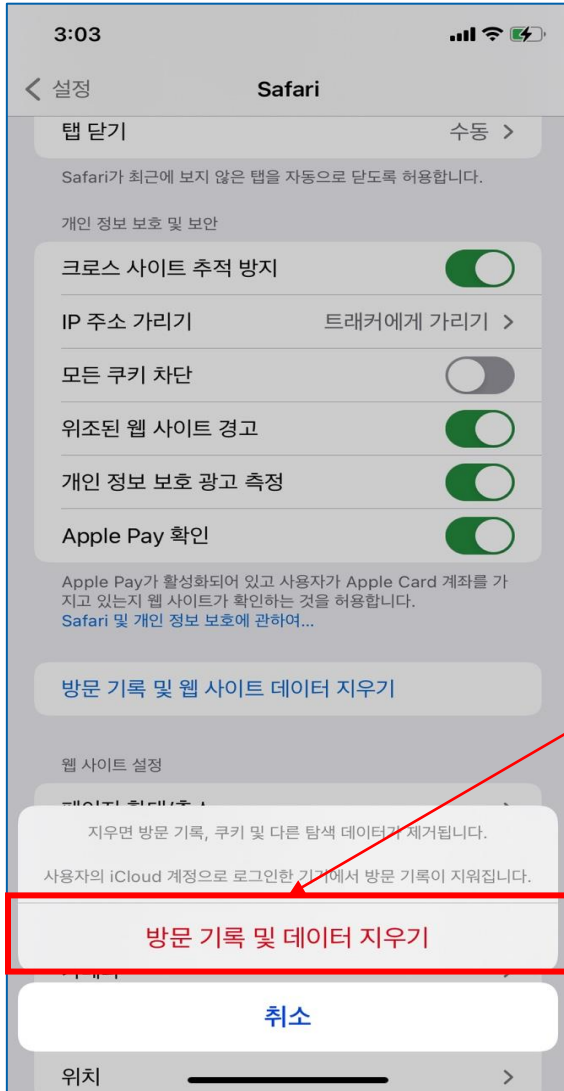 3:03
설정
Safari
탭 닫기 수동
Safari가 최근에 보지 않은 탭을 자동으로 닫도록 허용합니다.
개인 정보 보호 및 보안
크로스 사이트 추적 방지
IP 주소 가리기 트래커에게 가리기
모든 쿠키 차단
위조된 웹 사이트 경고
개인 정보 보호 광고 측정
Apple Pay 확인
Apple Pay가 활성화되어 있고 사용자가 Apple Card 계좌를 가
지고 있는지 웹 사이트가 확인하는 것을 허용합니다.
Safari 및 개인 정보 보호에 관하여...
방문 기록 및 웹 사이트 데이터 지우기
웹 사이트 설정
지우면 방문 기록, 쿠키 및 다른 탐색 데이터가 제거됩니다.
사용자의 iCloud 계정으로 로그인한 기기에서 방문 기록이 지워집니다.
방문 기록 및 데이터 지우기
취소
위치